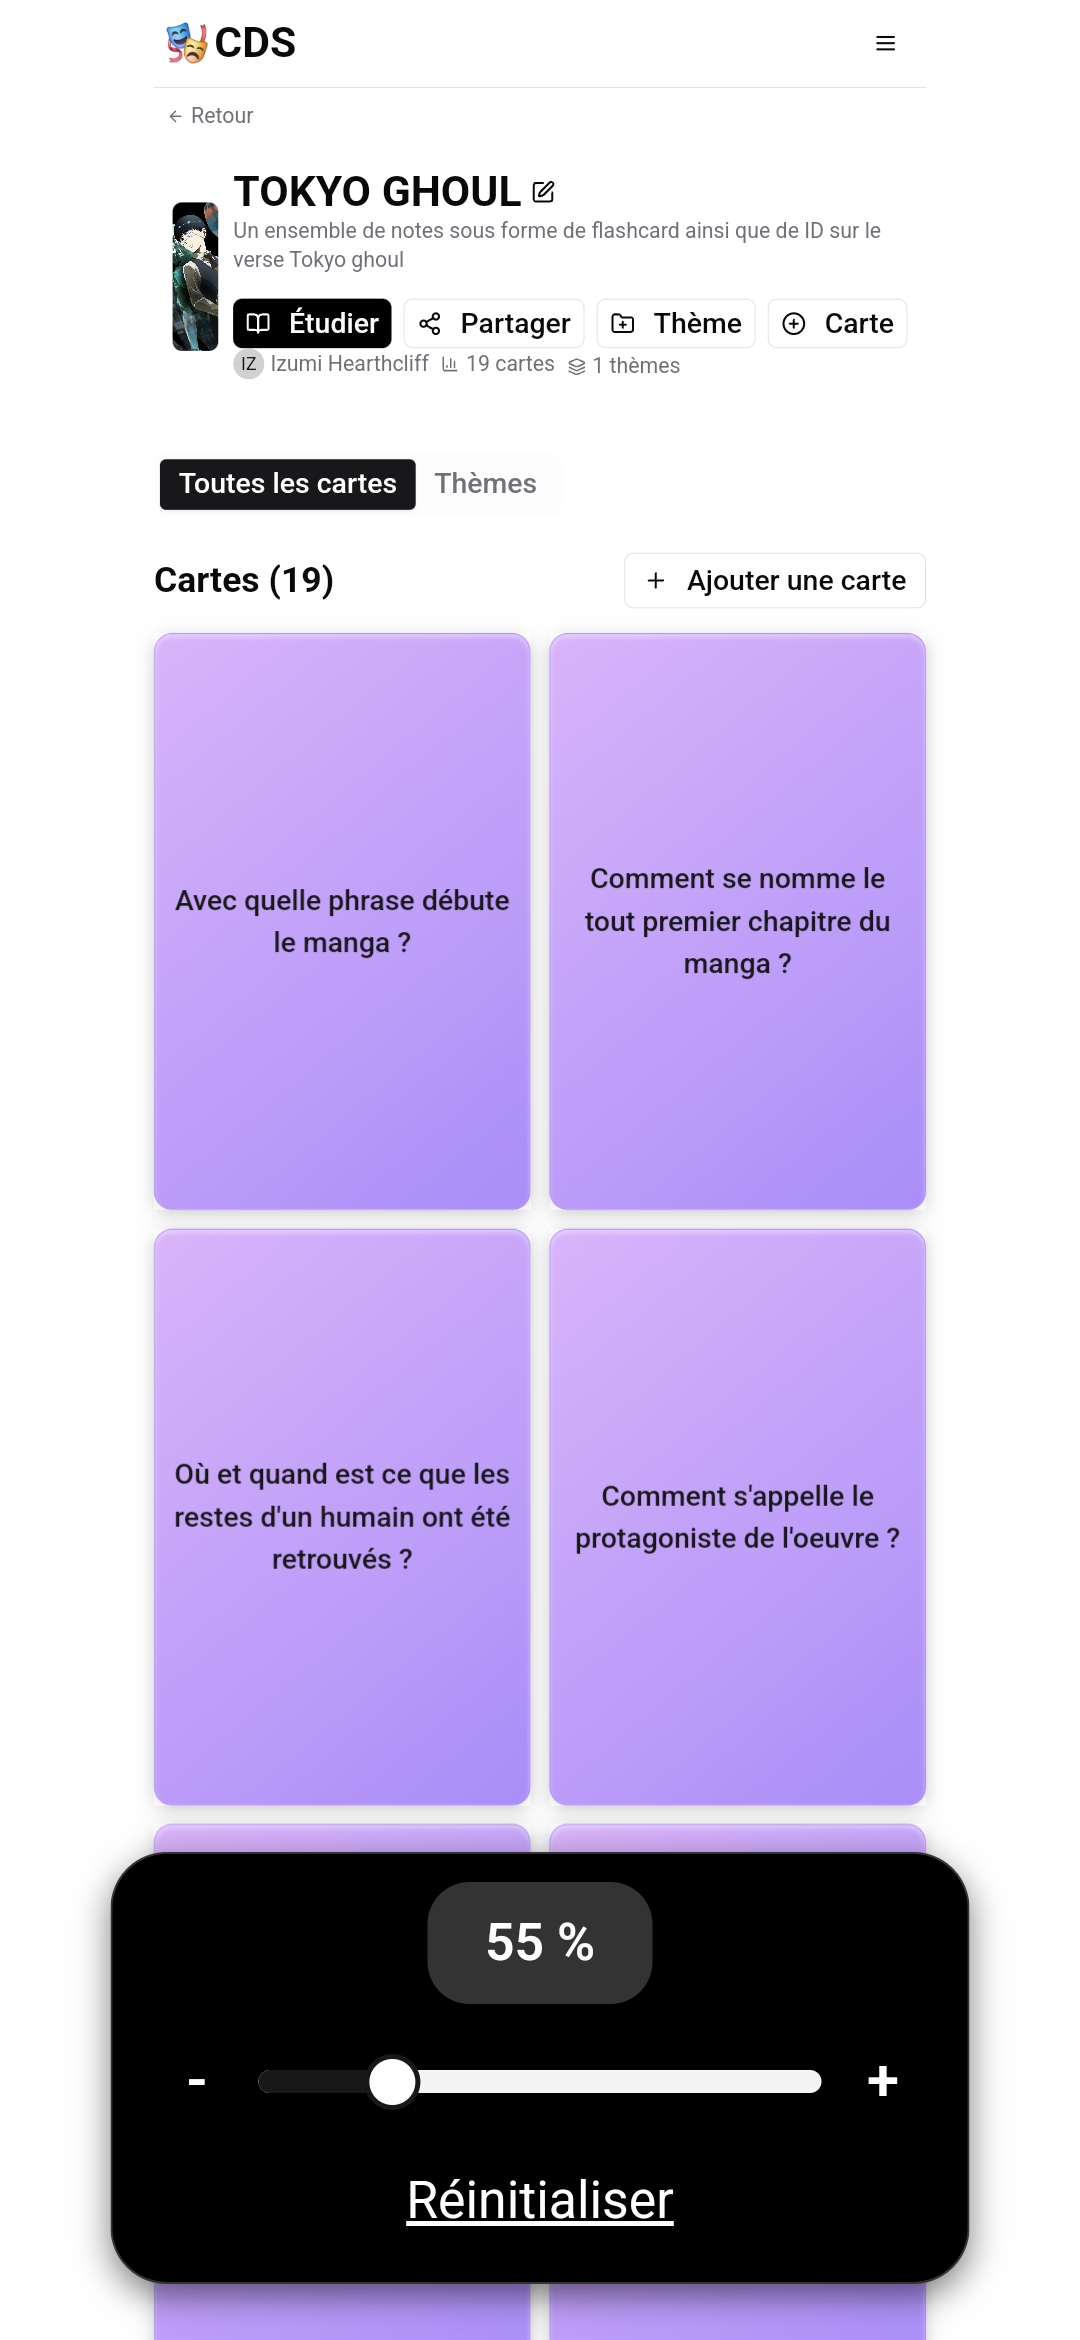 CDS
Retour
TOKYO GHOUL
Un ensemble de notes sous forme de flashcard ainsi que de ID sur le
verse Tokyo ghoul
Étudier
Partager
Thème
Carte
IZ Izumi Hearthcliff 19 cartes 1 thèmes
Toutes les cartes
Thèmes
Cartes (19)
Ajouter une carte
Avec quelle phrase débute
le manga ?
Comment se nomme le
tout premier chapitre du
manga ?
Où et quand est ce que les
restes d'un humain ont été
retrouvés ?
Comment s'appelle le
protagoniste de l'oeuvre ?
55 %
- +
Réinitialiser